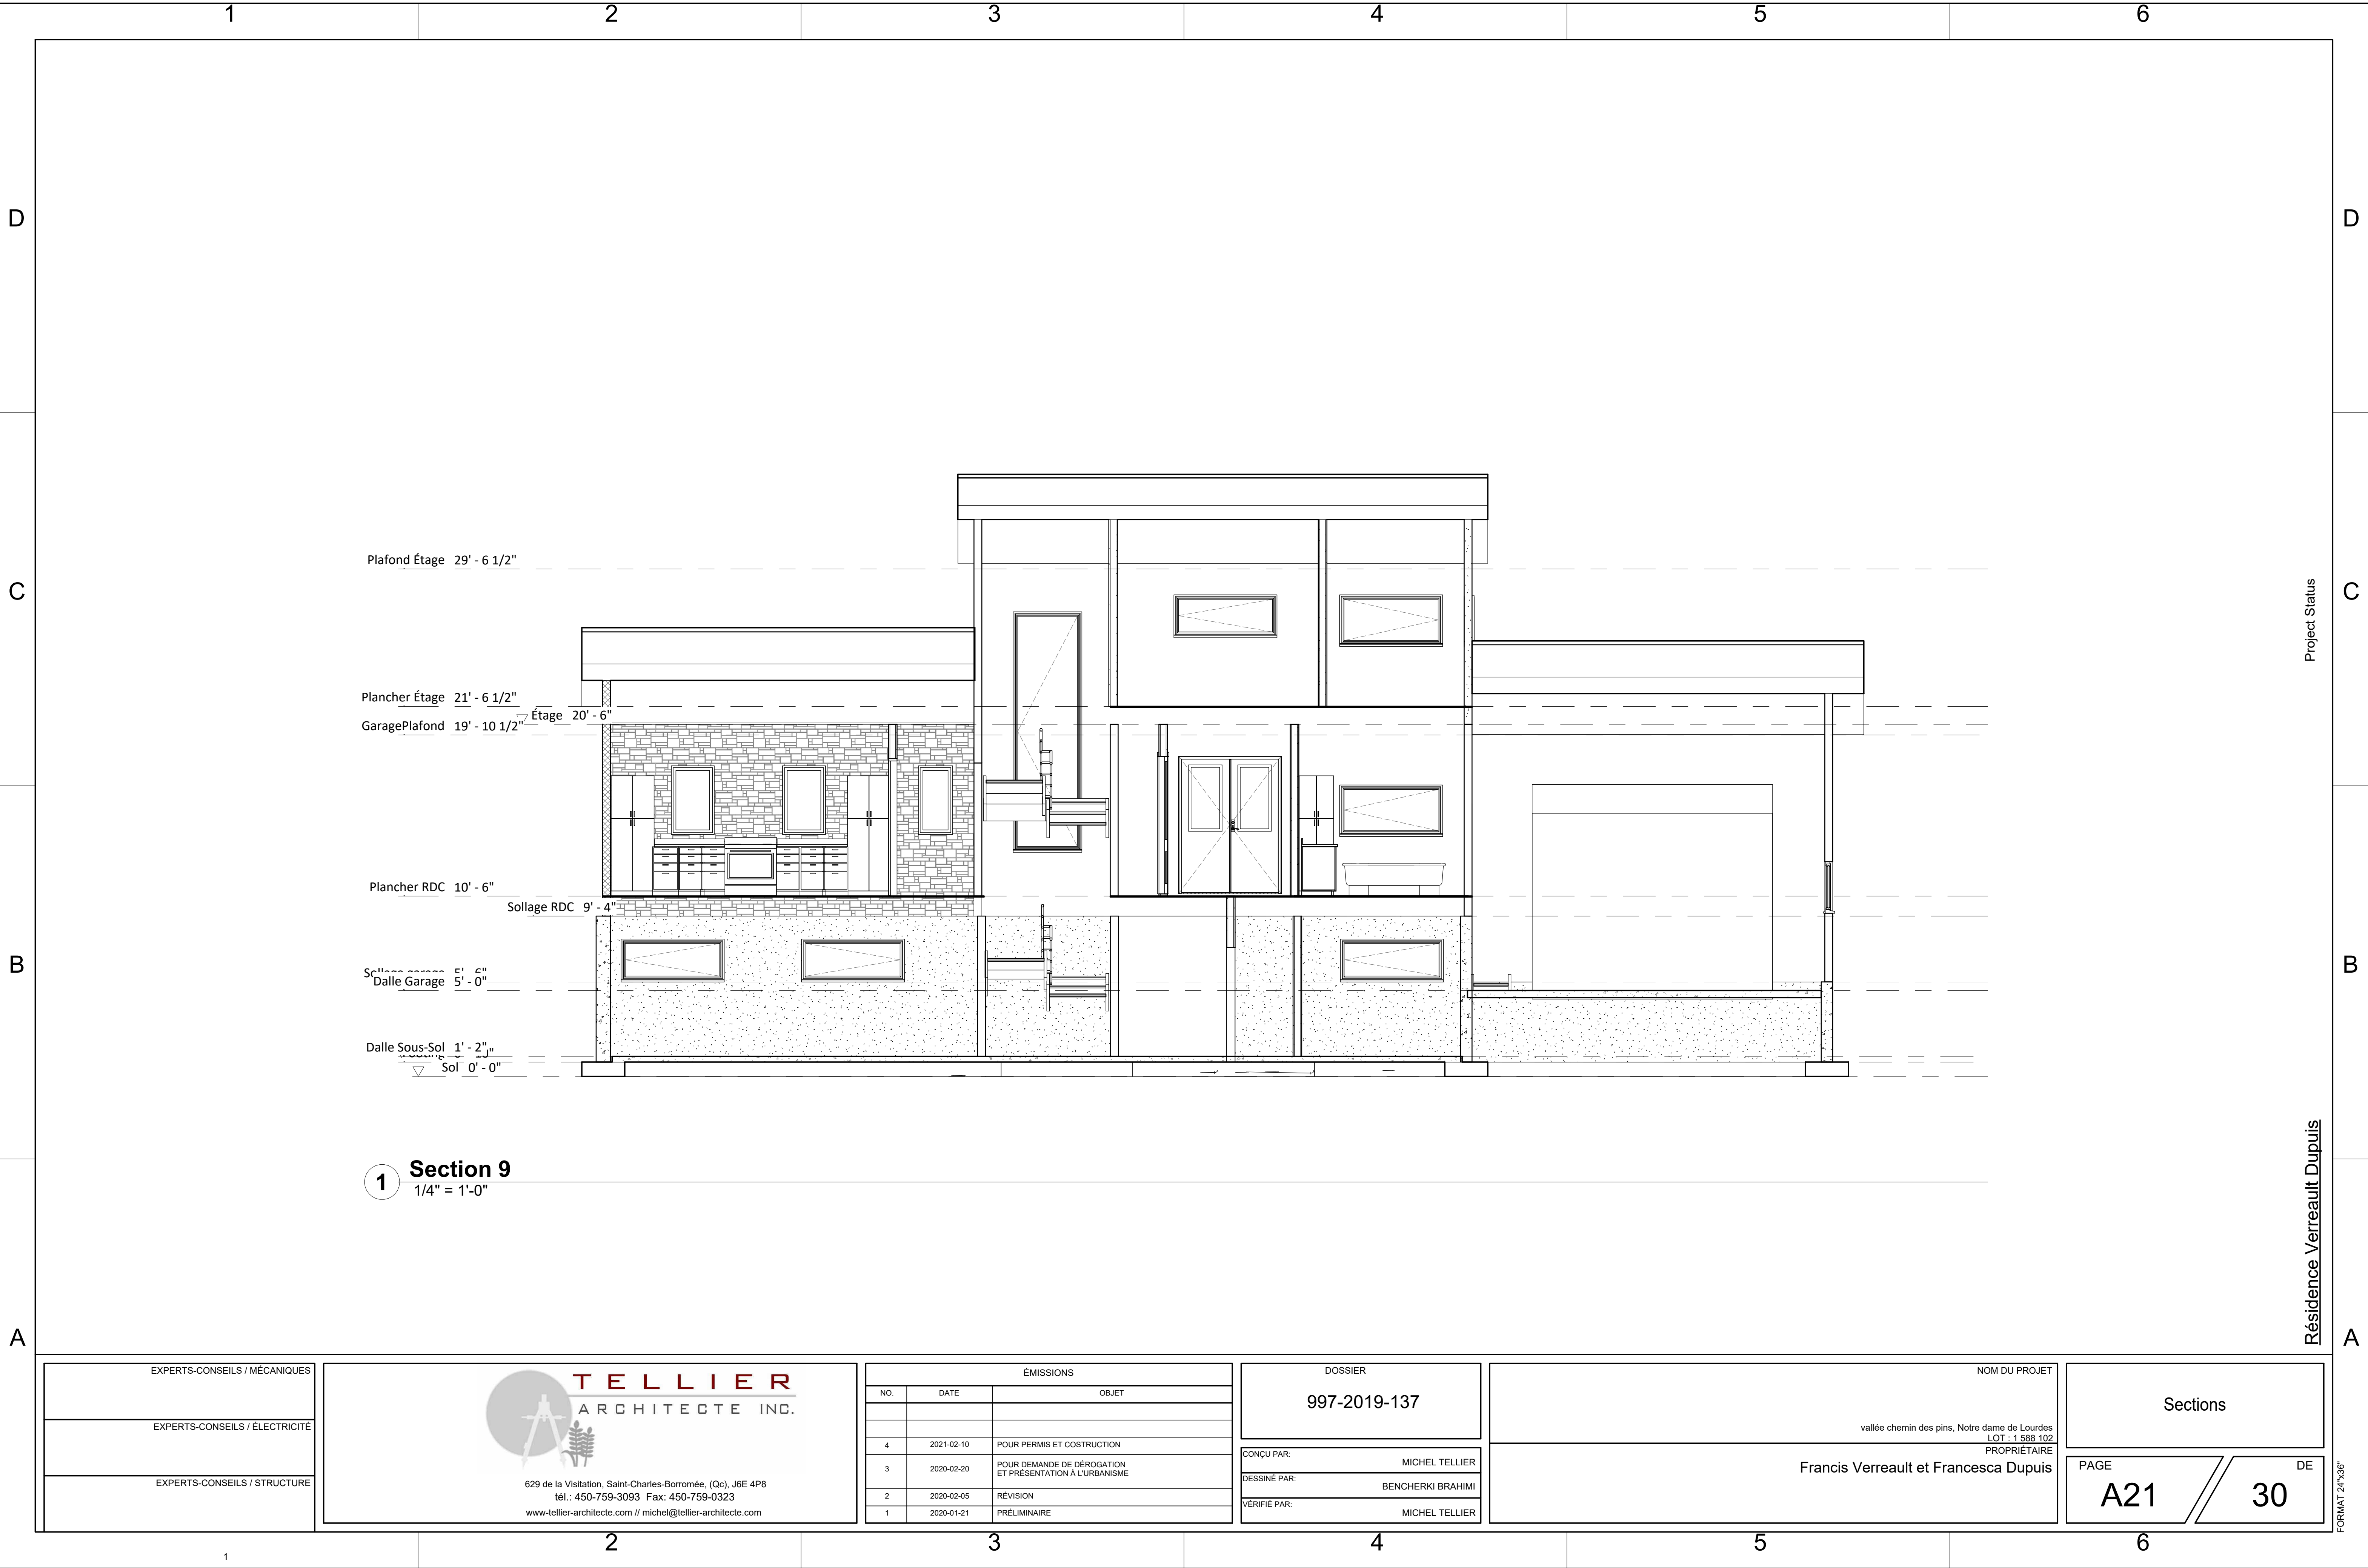 1 2 3 4 5 6
D D
C C
B B
A A
Plafond Étage 29' - 6 1/2"
Plancher Étage 21' - 6 1/2"
Étage 20' - 6"
GaragePlafond 19' - 10 1/2"
Plancher RDC 10' - 6"
Sollage RDC 9' - 4"
Sollage garage 5' - 6"
Dalle Garage 5' - 0"
Dalle Sous-Sol 1' - 2"
Sol 0' - 0"
1 Section 9
1/4" = 1'-0"
Project Status
Résidence Verreault Dupuis
EXPERTS-CONSEILS / MÉCANIQUES
EXPERTS-CONSEILS / ÉLECTRICITÉ
EXPERTS-CONSEILS / STRUCTURE
TELLIER
ARCHITECTE INC.
629 de la Visitation, Saint-Charles-Borromée, (Qc), J6E 4P8
tél.: 450-759-3093 Fax: 450-759-0323
www-tellier-architecte.com // michel@tellier-architecte.com
ÉMISSIONS
NO. DATE OBJET
4 2021-02-10 POUR PERMIS ET COSTRUCTION
3 2020-02-20 POUR DEMANDE DE DÉROGATION
ET PRÉSENTATION À L'URBANISME
2 2020-02-05 RÉVISION
1 2020-01-21 PRÉLIMINAIRE
DOSSIER
997-2019-137
CONÇU PAR:
MICHEL TELLIER
DESSINÉ PAR:
BENCHERKI BRAHIMI
VÉRIFIÉ PAR:
MICHEL TELLIER
NOM DU PROJET
vallée chemin des pins, Notre dame de Lourdes
LOT : 1 588 102
PROPRIÉTAIRE
Francis Verreault et Francesca Dupuis
Sections
PAGE DE
A21 30
FORMAT 24"x36"
2 3 4 5 6
1